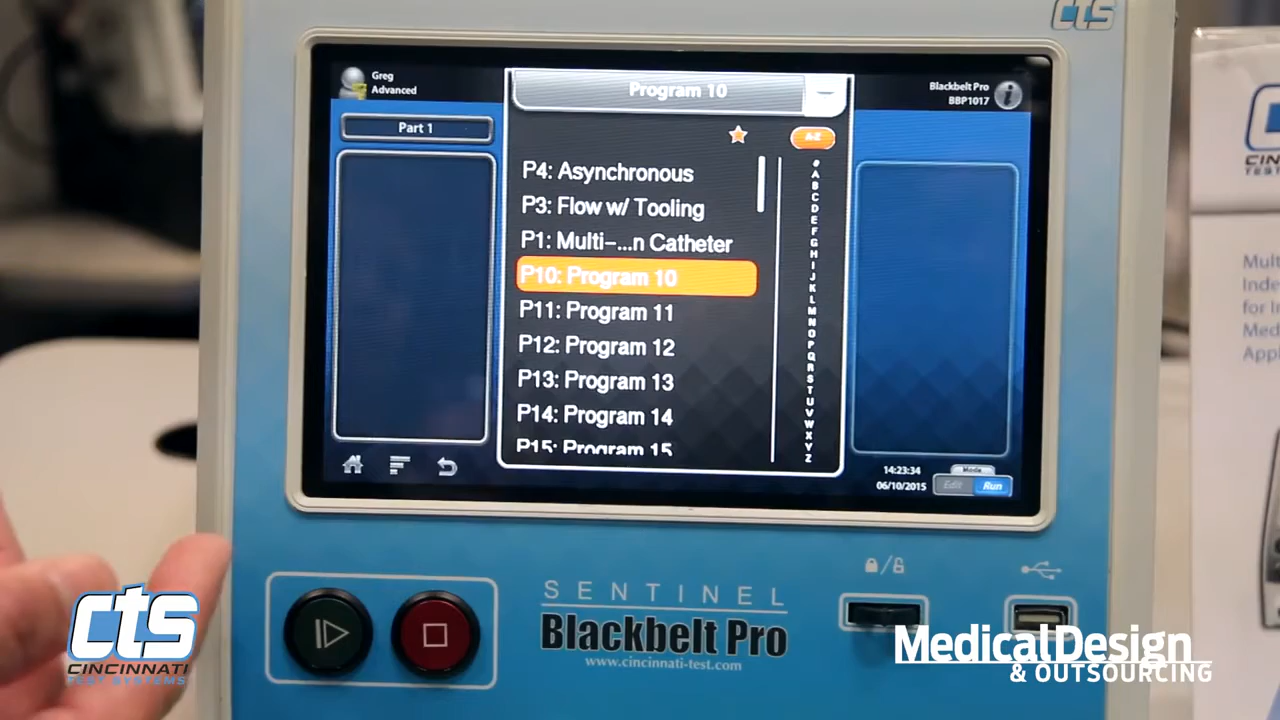 cts
Greg
Advanced
Program 10
Blackbelt Pro
BBP1017
Part 1
A-Z
P4: Asynchronous
P3: Flow w/ Tooling
P1: Multi-...n Catheter
P10: Program 10
P11: Program 11
P12: Program 12
P13: Program 13
P14: Program 14
P15: Program 15
#
A
B
C
D
E
F
G
H
I
J
K
L
M
N
O
P
Q
R
S
T
U
V
W
X
Y
Z
14:23:34
06/10/2015
Mode
Edit
Run
SENTINEL
Blackbelt Pro
www.cincinnati-test.com
cts
CINCINNATI
TEST SYSTEMS
MedicalDesign
& OUTSOURCING